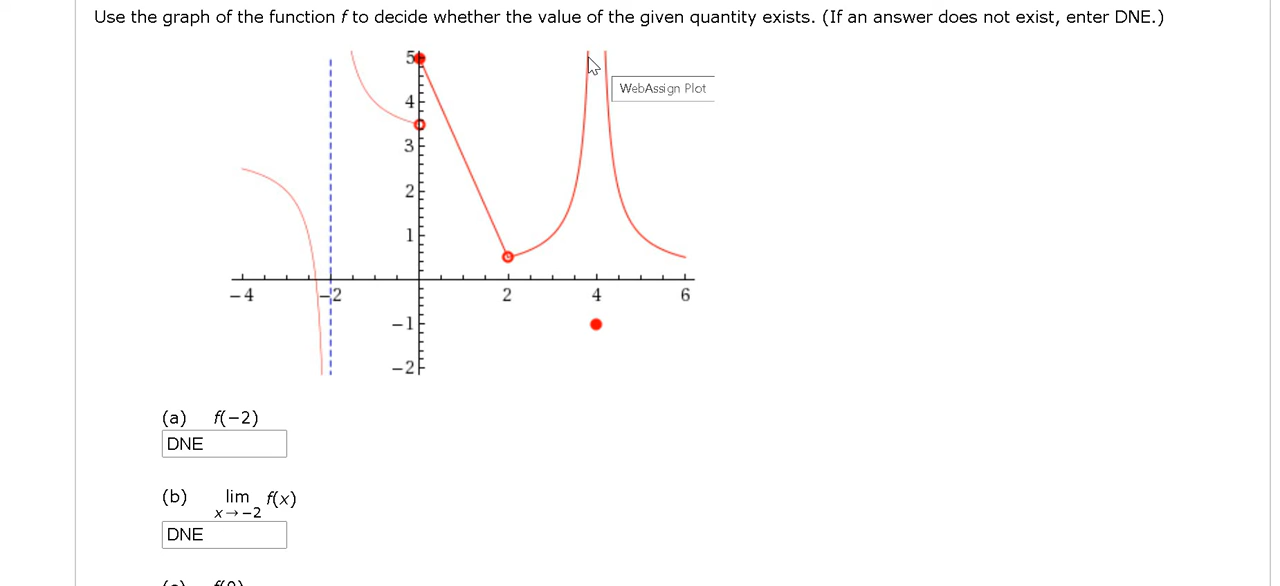 Use the graph of the function f to decide whether the value of the given quantity exists. (If an answer does not exist, enter DNE.)
5
4
3
2
1
−4
−2
2
4
6
−1
−2
WebAssign Plot
(a) f(−2)
DNE
(b) lim f(x)
x→−2
DNE
(c) f(0)